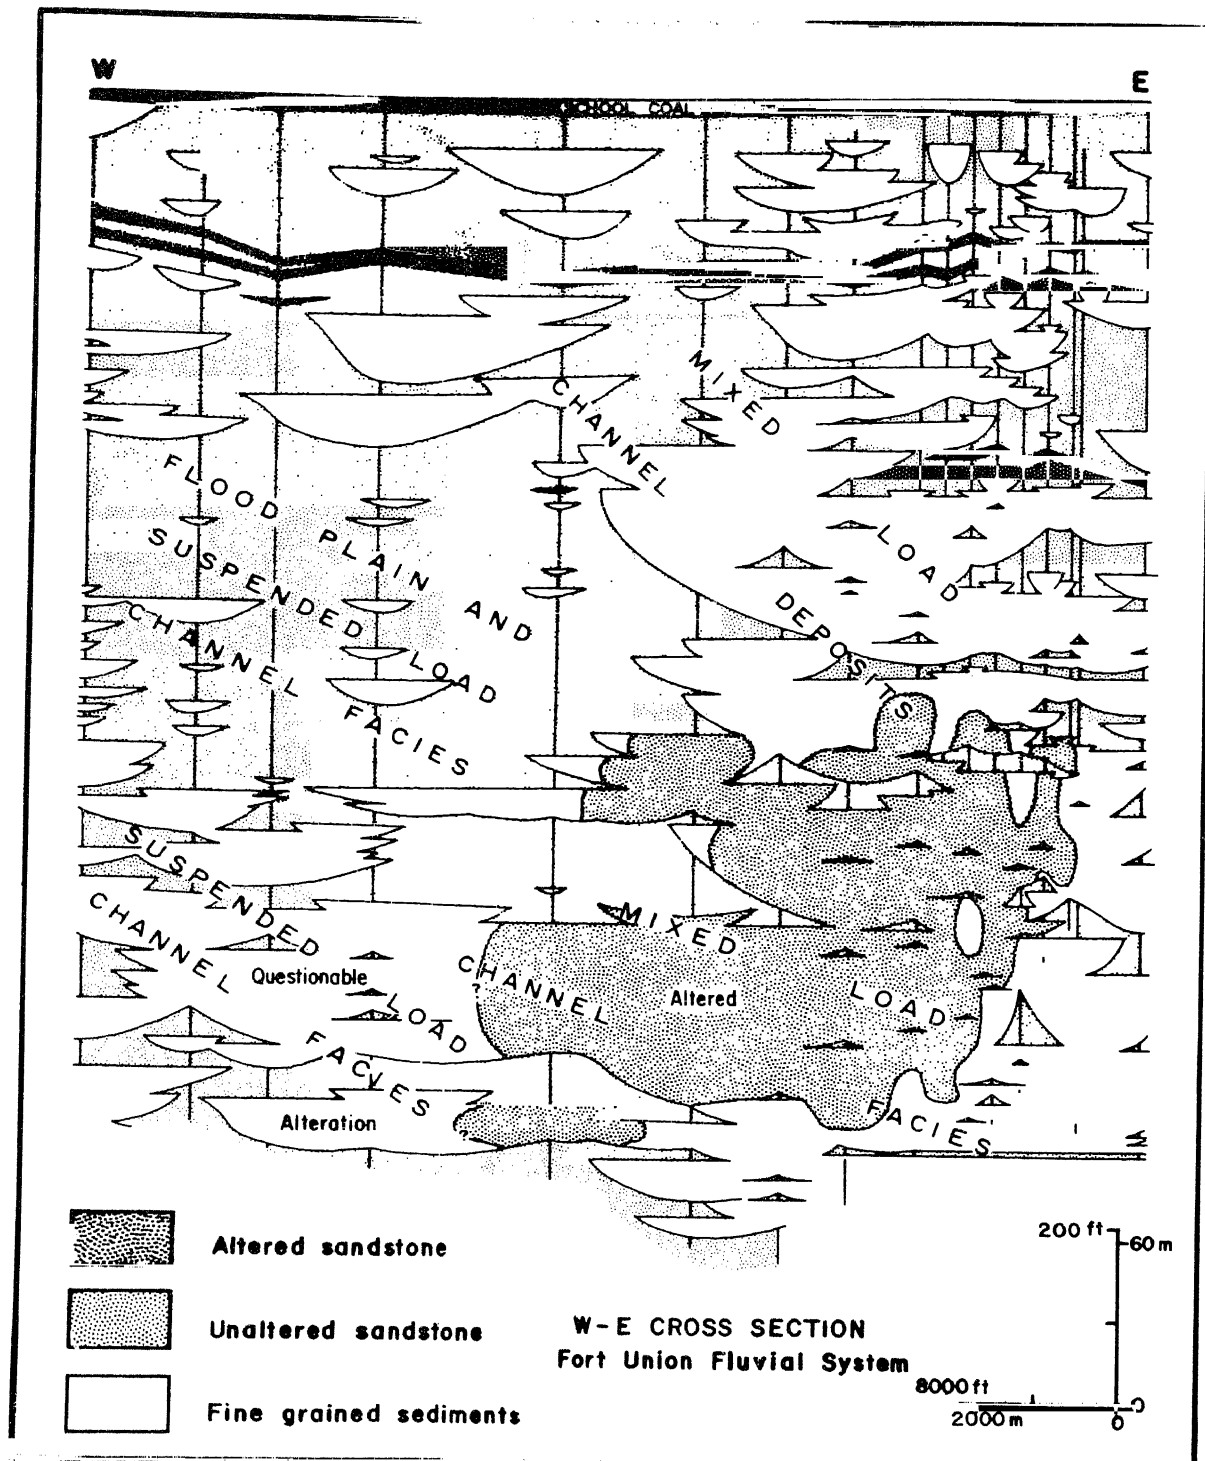 W
E
SCHOOL COAL
MIXED
CHANNEL
LOAD
DEPOSITS
FLOOD PLAIN AND
SUSPENDED LOAD
CHANNEL
FACIES
SUSPENDED
CHANNEL
LOAD
FACIES
Questionable
Alteration
MIXED
CHANNEL
LOAD
FACIES
Altered
?
?
Altered sandstone
Unaltered sandstone
Fine grained sediments
W-E CROSS SECTION
Fort Union Fluvial System
200 ft
60 m
8000 ft
0
2000 m
0